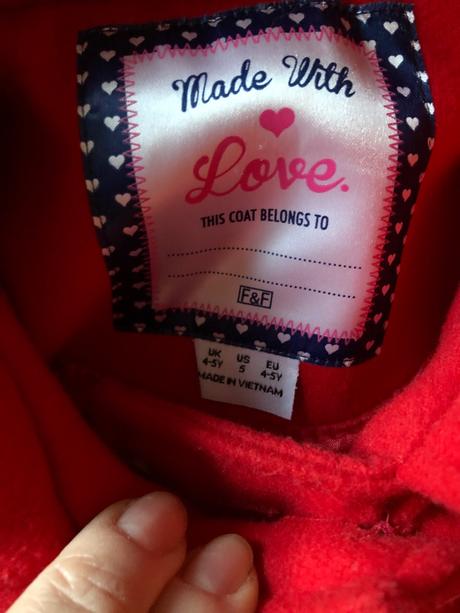 Made With
Love.
THIS COAT BELONGS TO
F&F
UK US EU
4-5Y 5 4-5Y
MADE IN VIETNAM